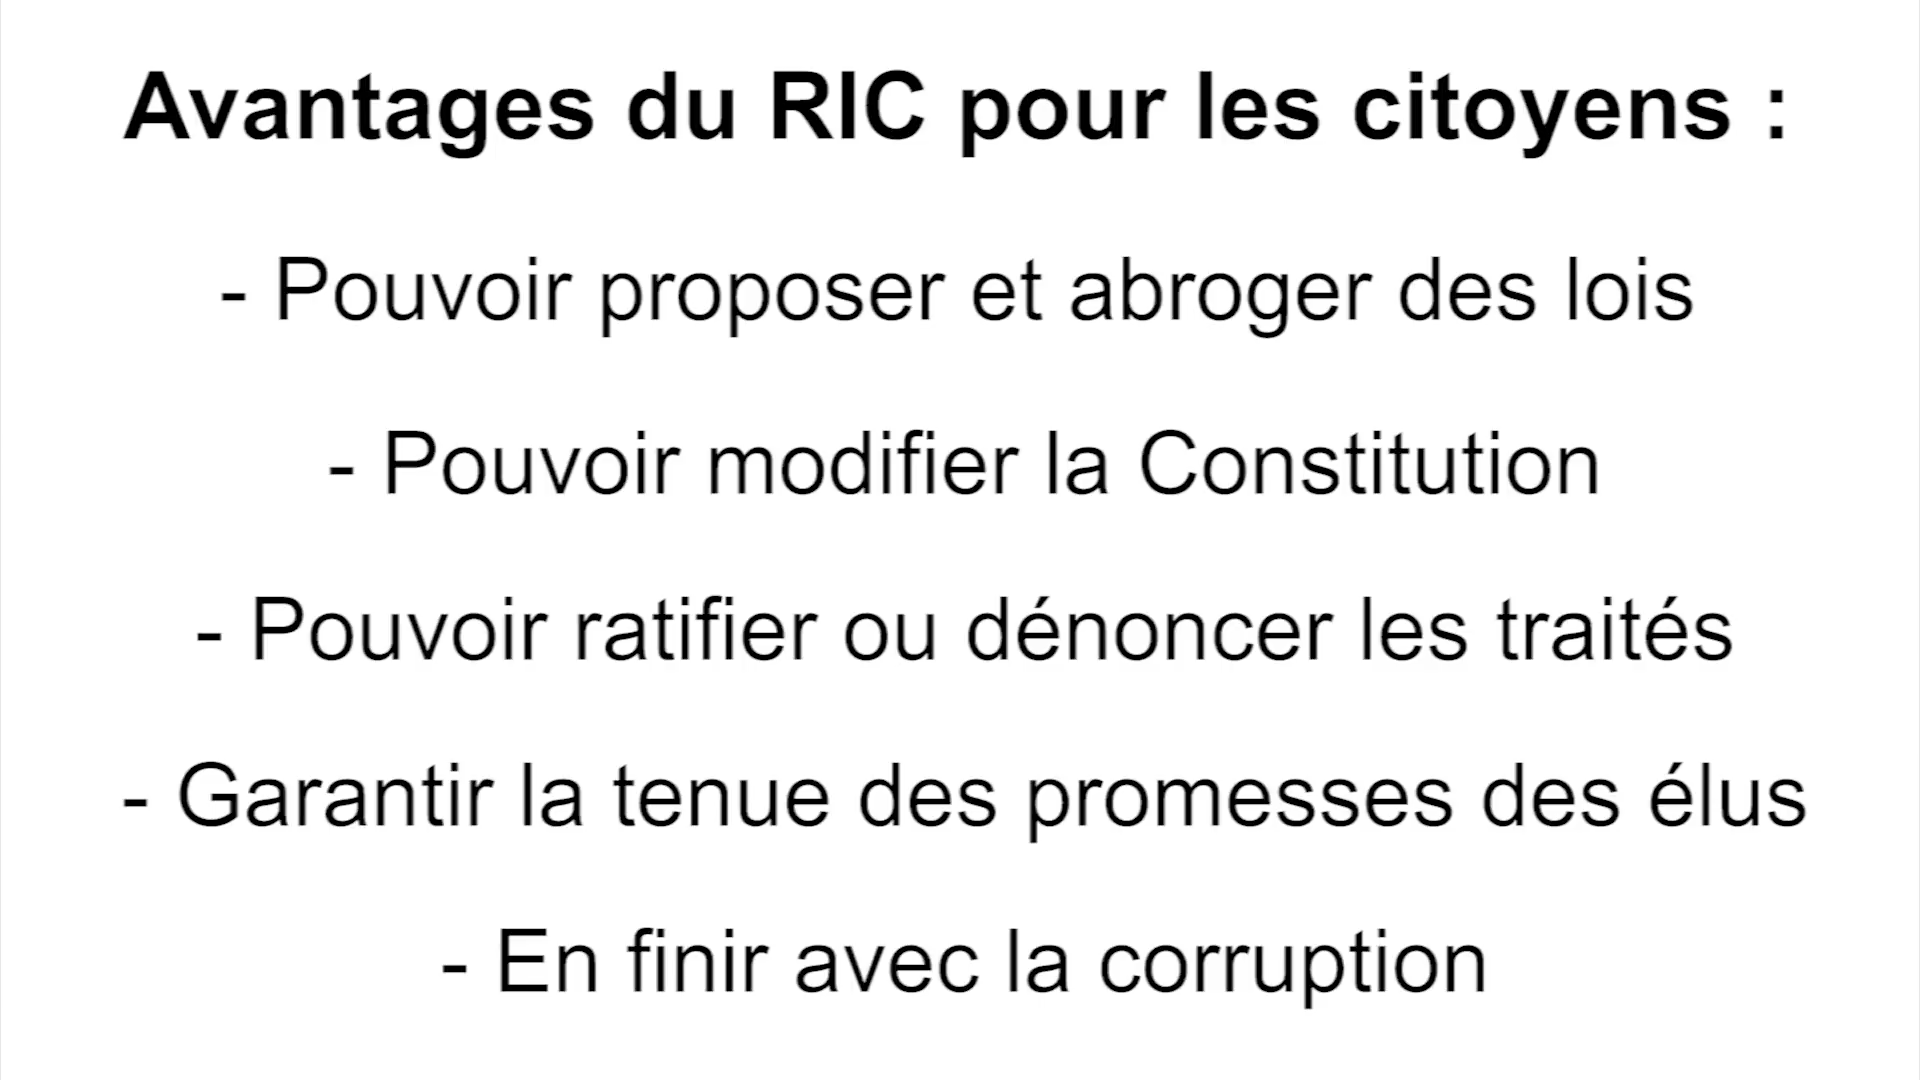 Avantages du RIC pour les citoyens :
- Pouvoir proposer et abroger des lois
- Pouvoir modifier la Constitution
- Pouvoir ratifier ou dénoncer les traités
- Garantir la tenue des promesses des élus
- En finir avec la corruption